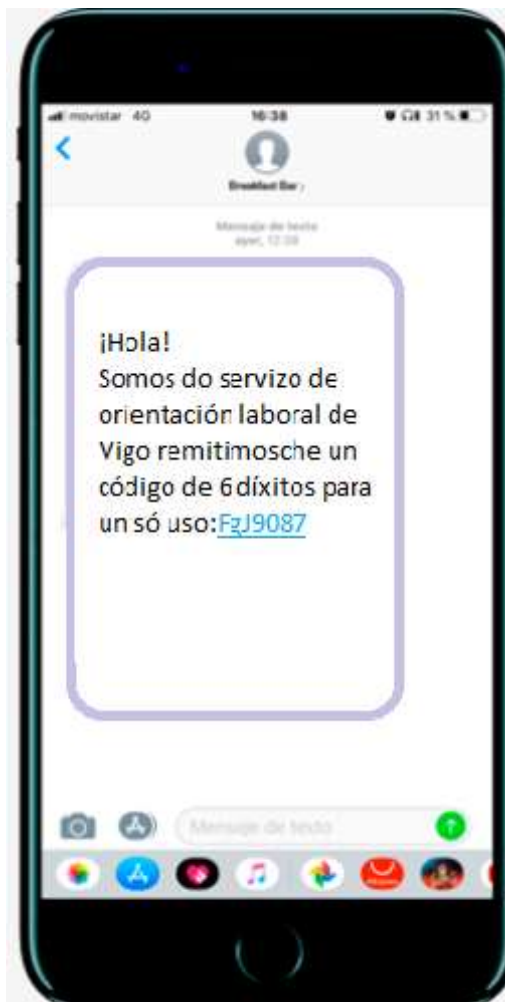 movistar 4G 16:38 31 %
Breakfast Bar
Mensaje de texto
ayer, 12:08
¡Hola!
Somos do servizo de
orientación laboral de
Vigo remitimosche un
código de 6 díxitos para
un só uso:FgJ9087
Mensaje de texto